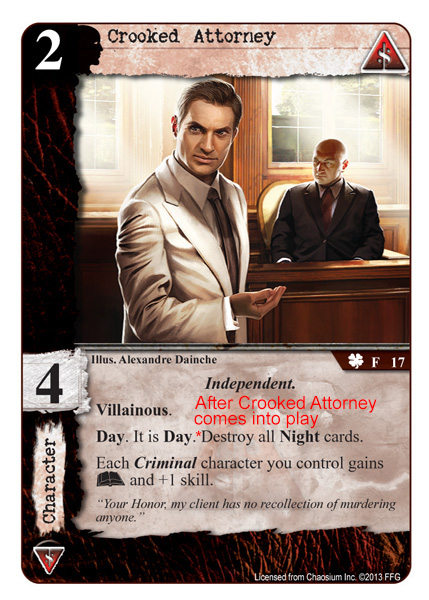 2
Crooked Attorney
Illus. Alexandre Dainche
F 17
4
Independent.
Villainous.
After Crooked Attorney
comes into play
Day. It is Day.*Destroy all Night cards.
Each Criminal character you control gains
and +1 skill.
“Your Honor, my client has no recollection of murdering
anyone.”
Character
Licensed from Chaosium Inc. ©2013 FFG